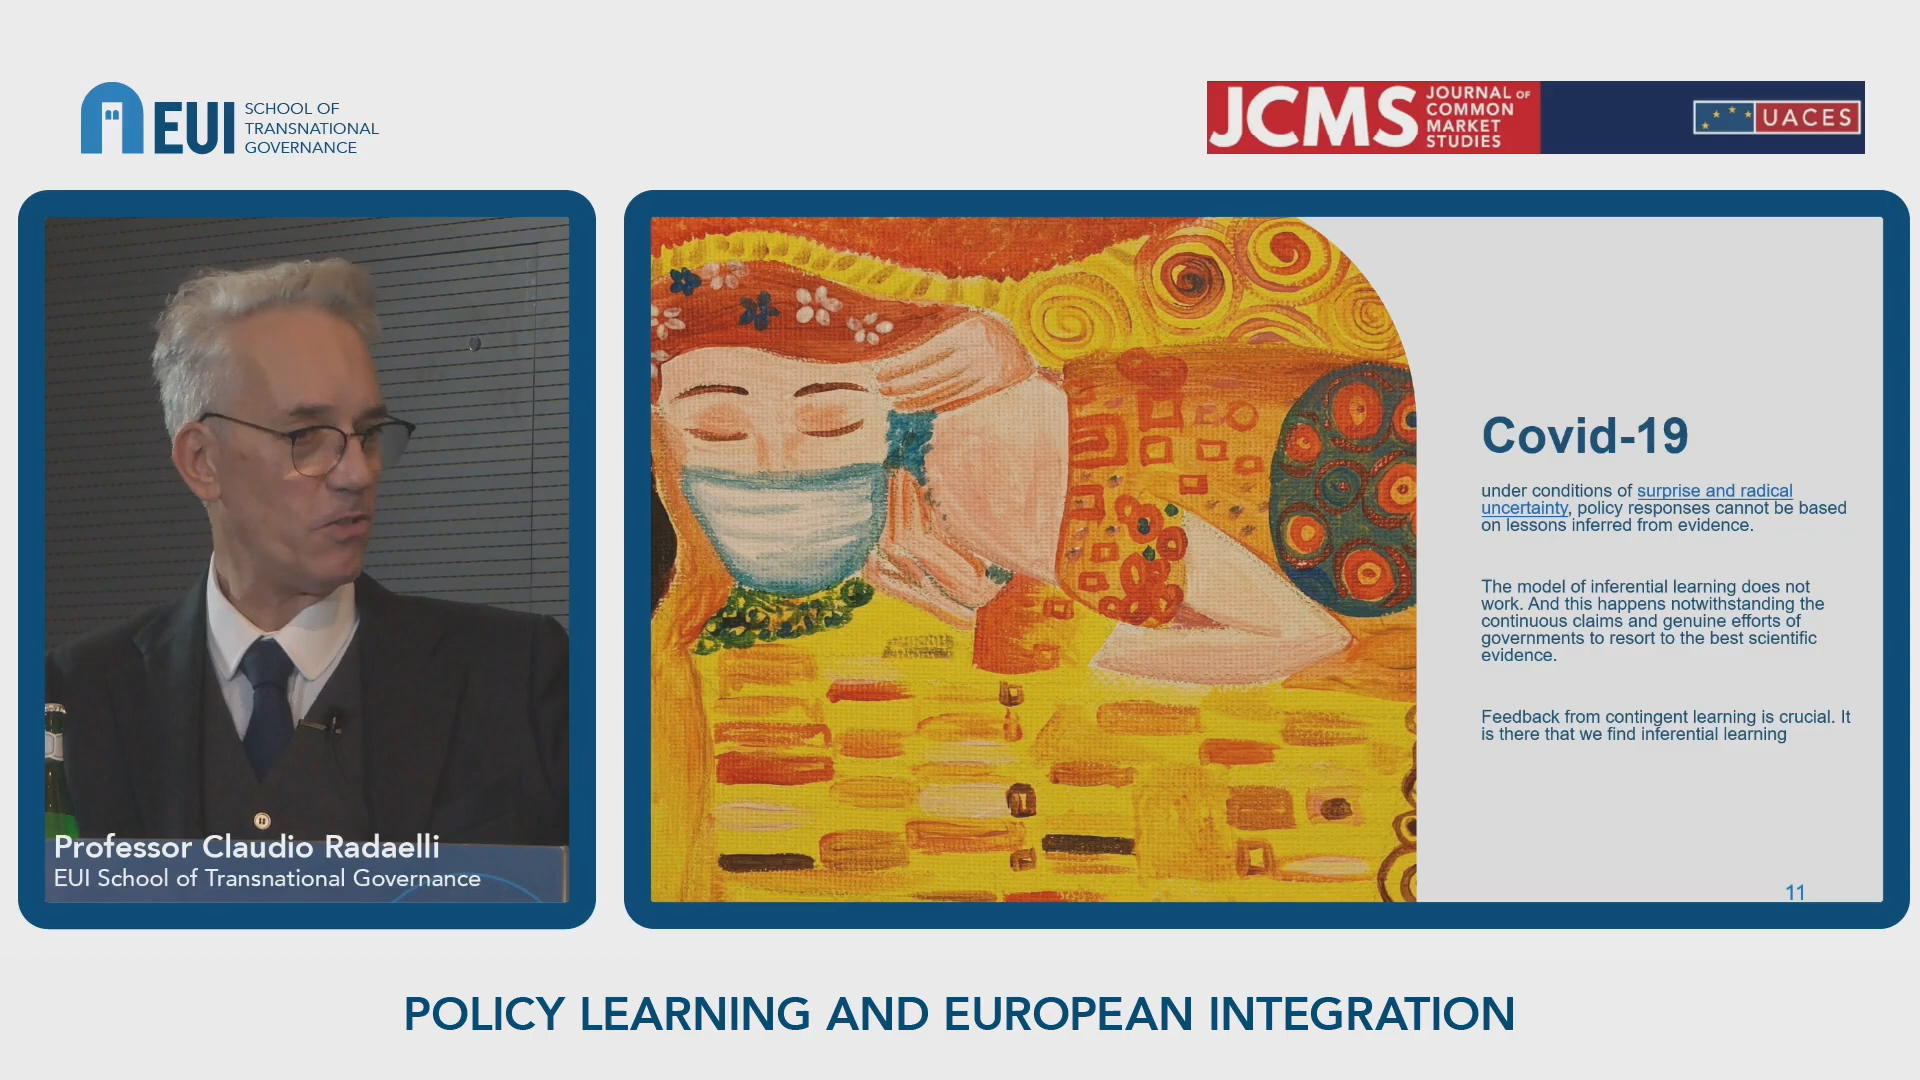 EUI
SCHOOL OF
TRANSNATIONAL
GOVERNANCE
JCMS
JOURNAL OF
COMMON
MARKET
STUDIES
UACES
Professor Claudio Radaelli
EUI School of Transnational Governance
Covid-19
under conditions of surprise and radical
uncertainty, policy responses cannot be based
on lessons inferred from evidence.
The model of inferential learning does not
work. And this happens notwithstanding the
continuous claims and genuine efforts of
governments to resort to the best scientific
evidence.
Feedback from contingent learning is crucial. It
is there that we find inferential learning
11
POLICY LEARNING AND EUROPEAN INTEGRATION